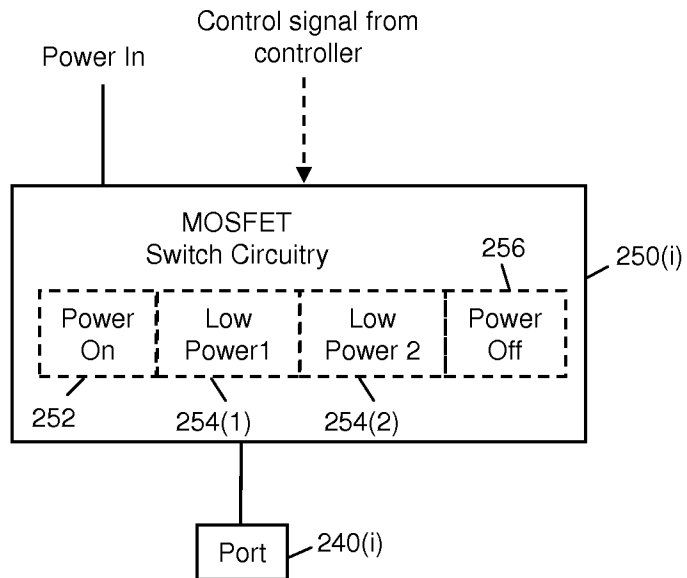 Control signal from
controller
Power In
MOSFET
Switch Circuitry
256
250(i)
Power
On
Low
Power1
Low
Power 2
Power
Off
252
254(1)
254(2)
Port
240(i)